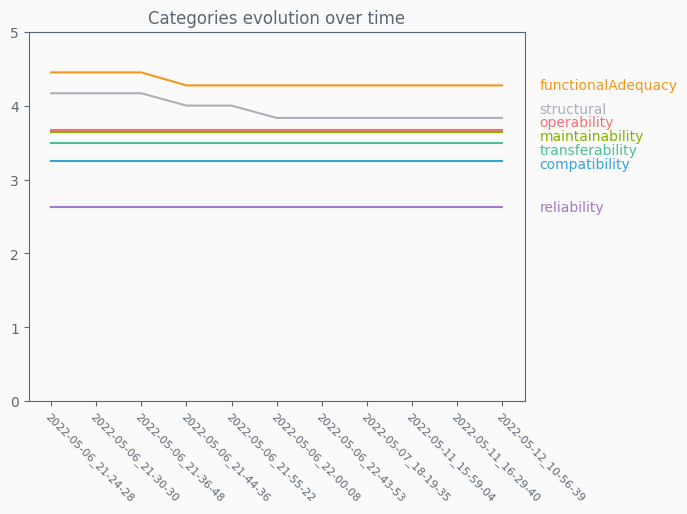 Categories evolution over time
5
4
3
2
1
0
functionalAdequacy
structural
operability
maintainability
transferability
compatibility
reliability
2022-05-06_21-24-28
2022-05-06_21-30-30
2022-05-06_21-36-48
2022-05-06_21-44-36
2022-05-06_21-55-22
2022-05-06_22-00-08
2022-05-06_22-43-53
2022-05-07_18-19-35
2022-05-11_15-59-04
2022-05-11_16-29-40
2022-05-12_10-56-39